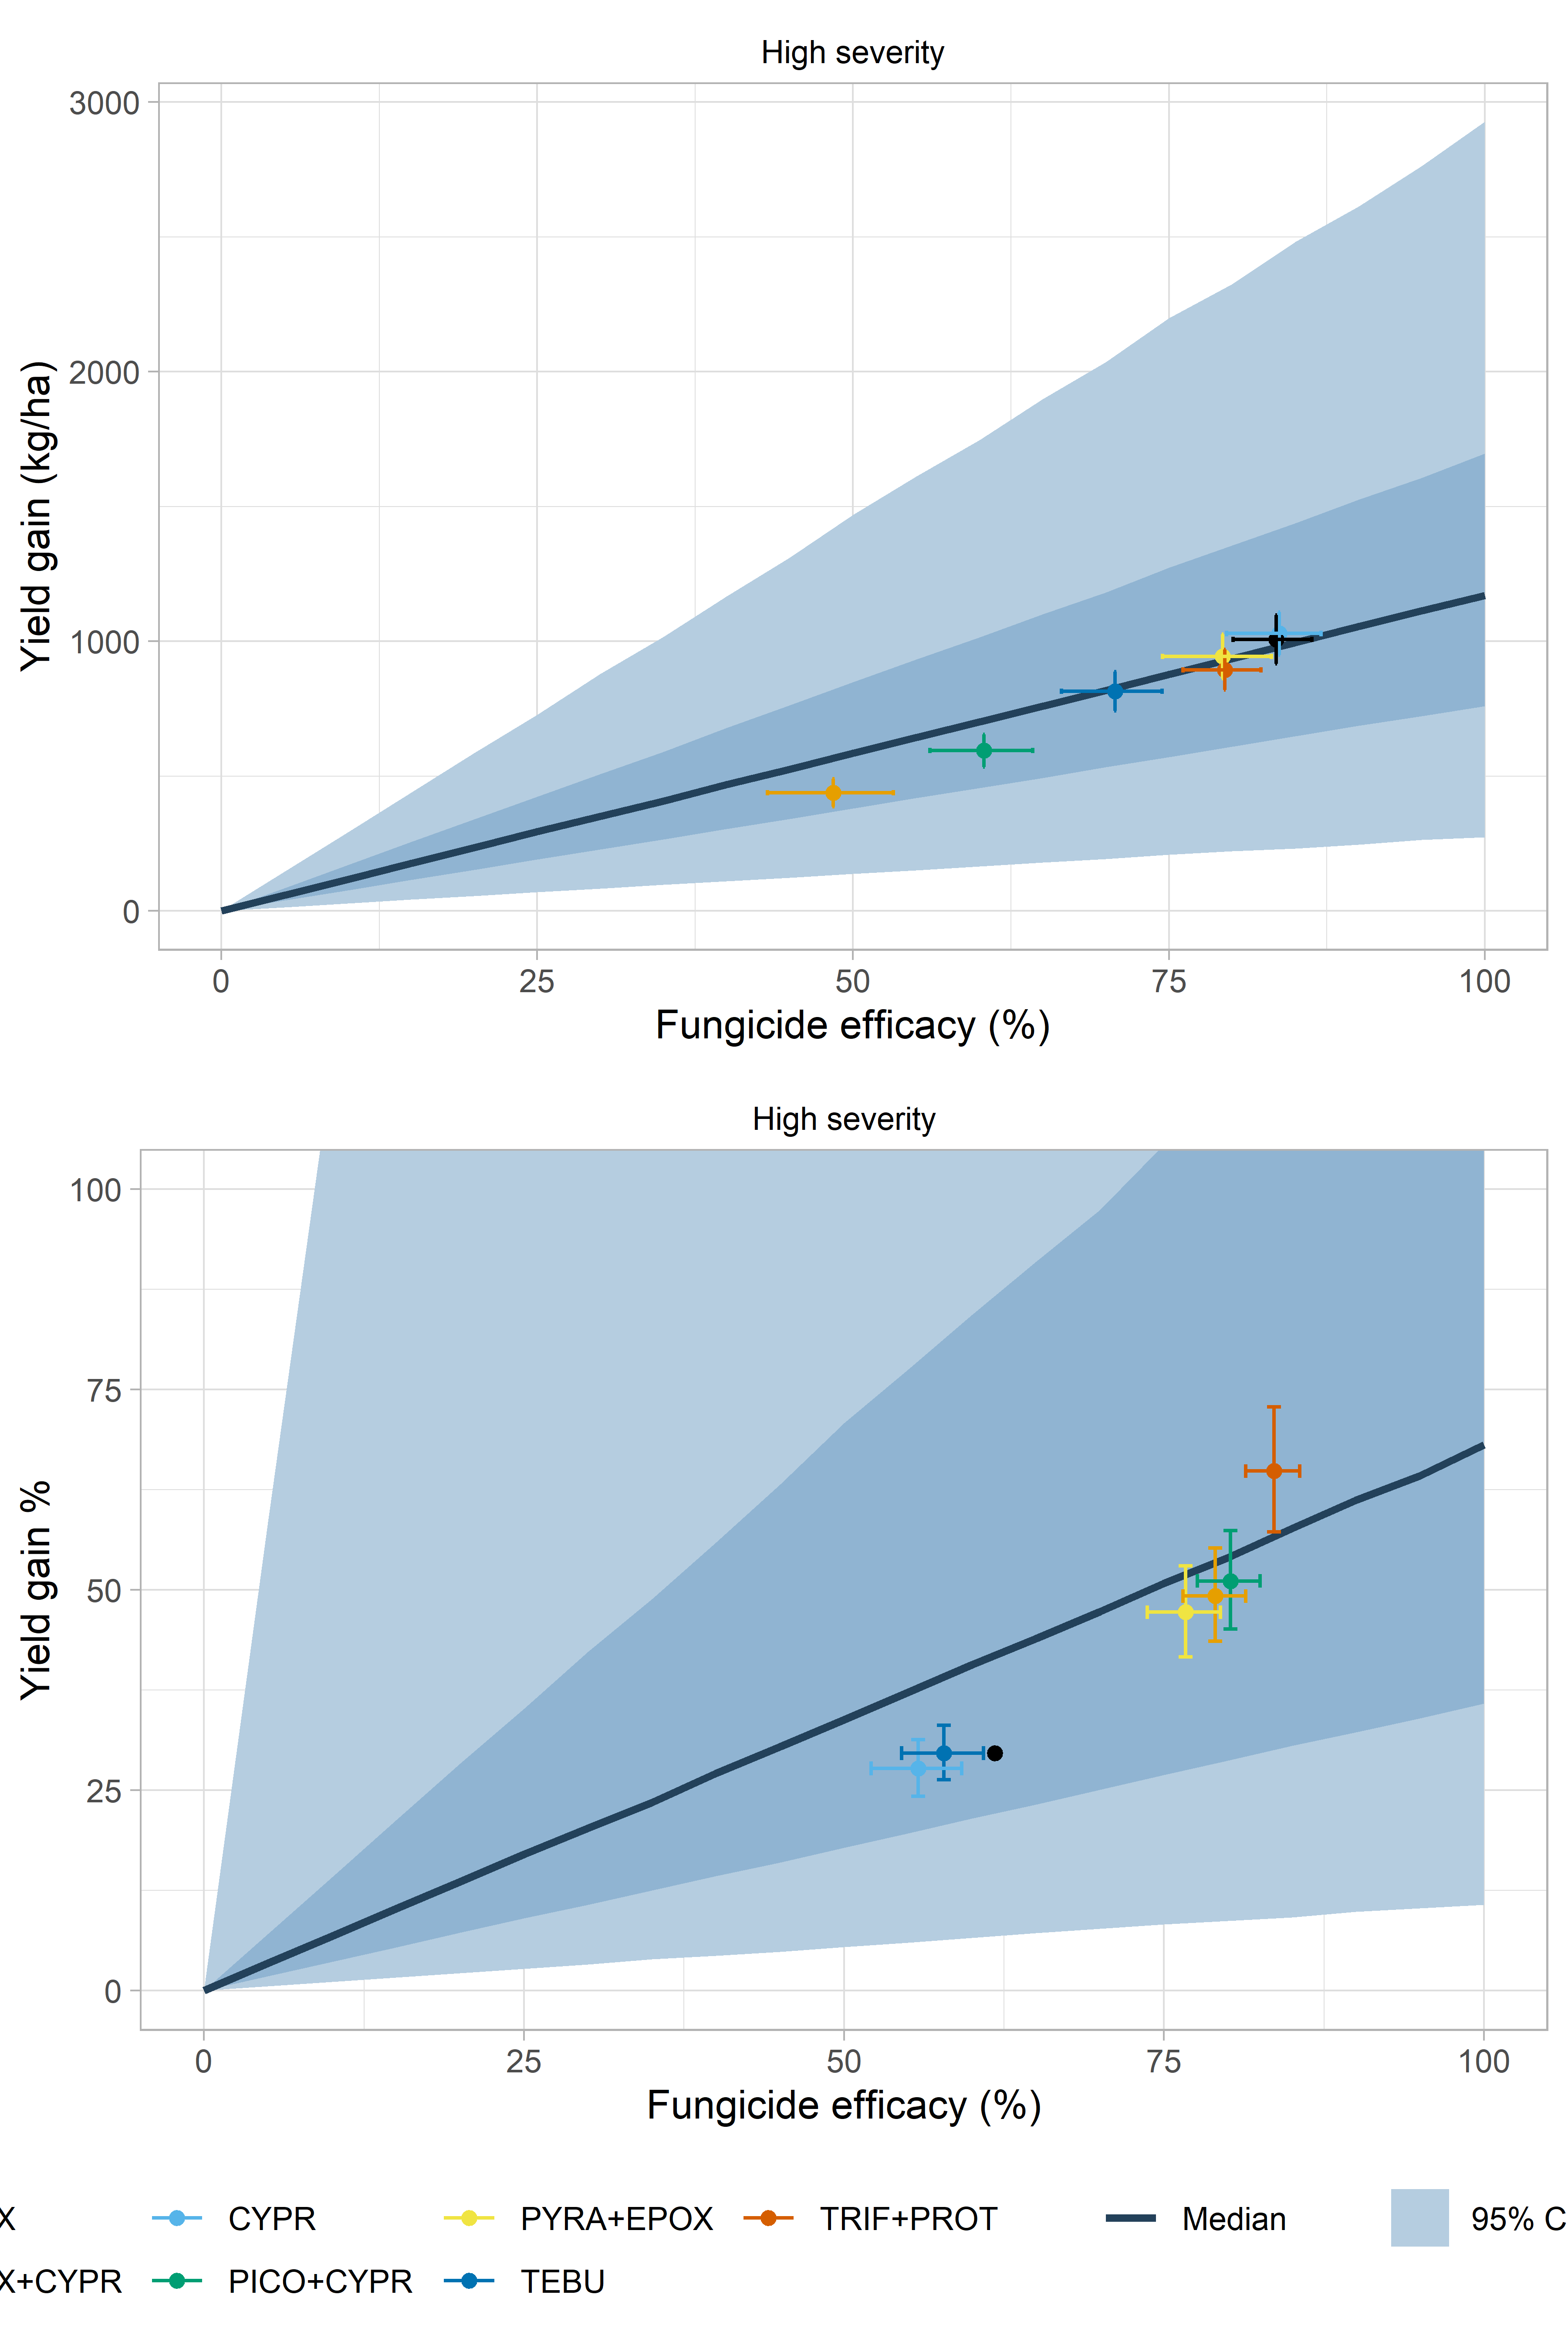 High severity
3000
2000
1000
0
Yield gain (kg/ha)
0 25 50 75 100
Fungicide efficacy (%)
High severity
100
75
50
25
0
Yield gain %
0 25 50 75 100
Fungicide efficacy (%)
X CYPR PYRA+EPOX TRIF+PROT Median 95% C
X+CYPR PICO+CYPR TEBU